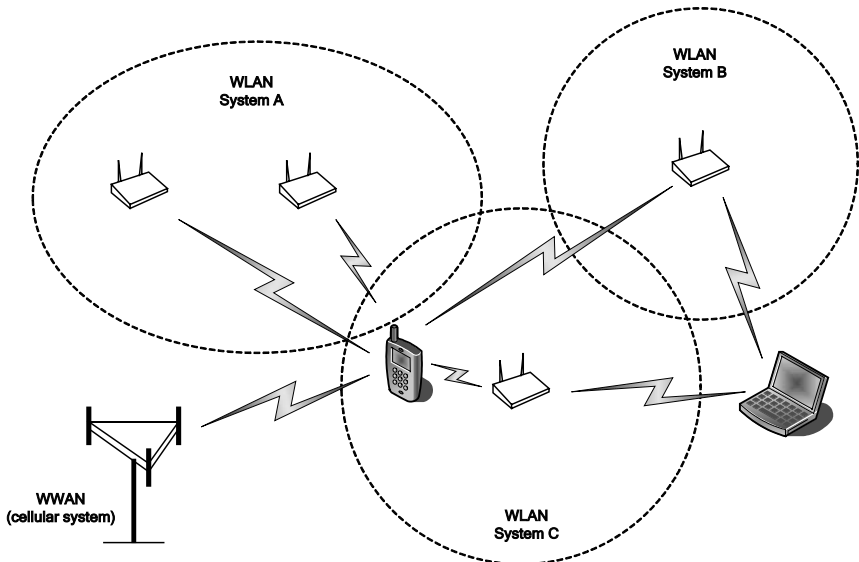 WLAN
System A
WLAN
System B
WWAN
(cellular system)
WLAN
System C